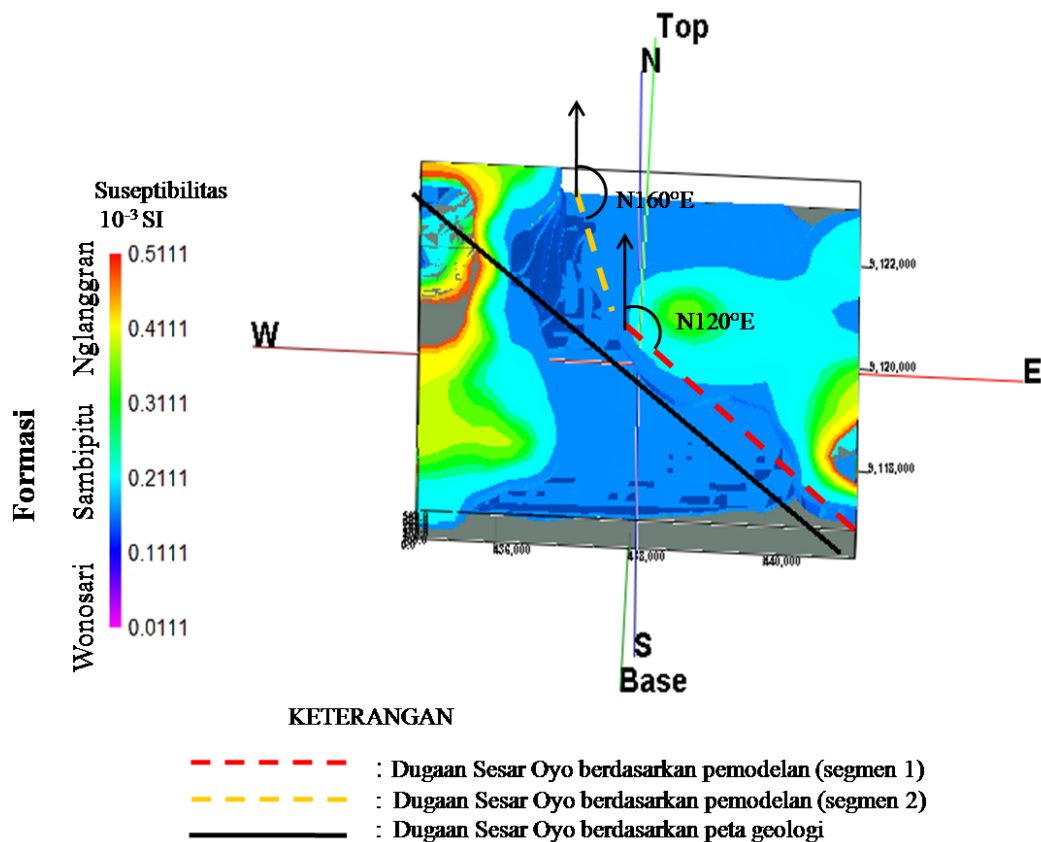 Top
N
Suseptibilitas
10⁻³ SI
N160°E
0.5111
9,122,000
0.4111
N120°E
W
9,120,000
E
0.3111
0.2111
9,118,000
0.1111
0.0111
Formasi
Wonosari Sambipitu Nglanggran
436,000
438,000
440,000
S
Base
KETERANGAN
: Dugaan Sesar Oyo berdasarkan pemodelan (segmen 1)
: Dugaan Sesar Oyo berdasarkan pemodelan (segmen 2)
: Dugaan Sesar Oyo berdasarkan peta geologi